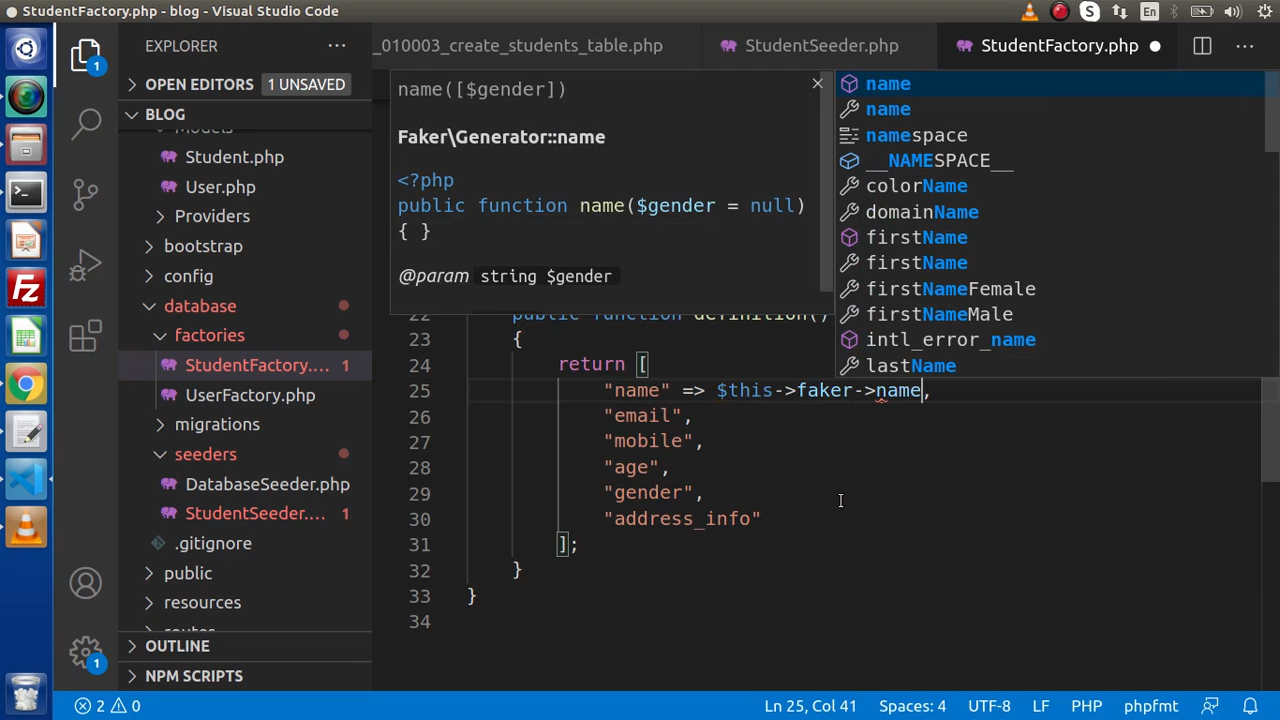 StudentFactory.php - blog - Visual Studio Code
En
EXPLORER
_010003_create_students_table.php
StudentSeeder.php
StudentFactory.php
OPEN EDITORS
1 UNSAVED
BLOG
Models
Student.php
User.php
Providers
bootstrap
config
database
factories
StudentFactory.... 1
UserFactory.php
migrations
seeders
DatabaseSeeder.php
StudentSeeder.... 1
.gitignore
public
resources
routes
OUTLINE
NPM SCRIPTS
1
1
name([$gender])
Faker\Generator::name
<?php
public function name($gender = null)
{ }
@param string $gender
name
name
namespace
__NAMESPACE__
colorName
domainName
firstName
firstName
firstNameFemale
firstNameMale
intl_error_name
lastName
22 public function definition()
23 {
24 return [
25 "name" => $this->faker->name,
26 "email",
27 "mobile",
28 "age",
29 "gender",
30 "address_info"
31 ];
32 }
33 }
34
2 0
Ln 25, Col 41
Spaces: 4
UTF-8
LF
PHP
phpfmt